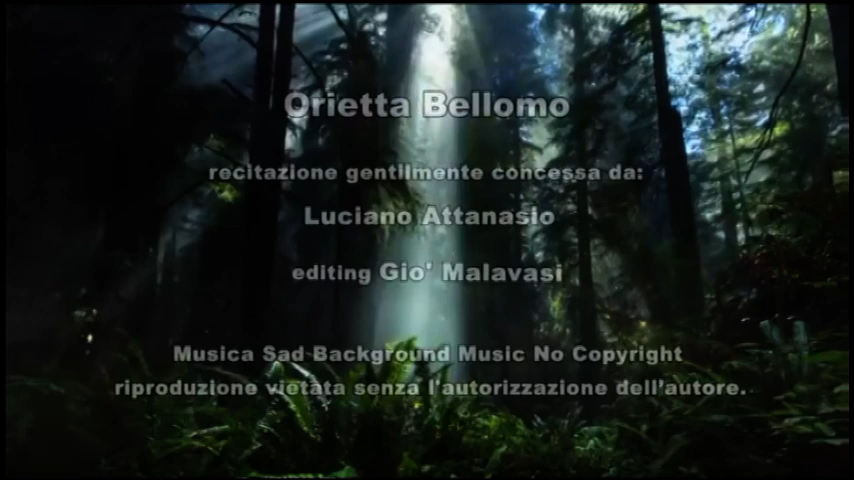 Orietta Bellomo
recitazione gentilmente concessa da:
Luciano Attanasio
editing Gio' Malavasi
Musica Sad Background Music No Copyright
riproduzione vietata senza l'autorizzazione dell'autore.